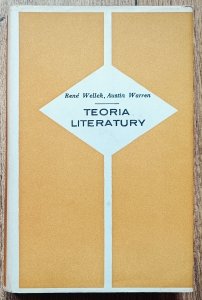 René Wellek, Austin Warren
TEORIA
LITERATURY